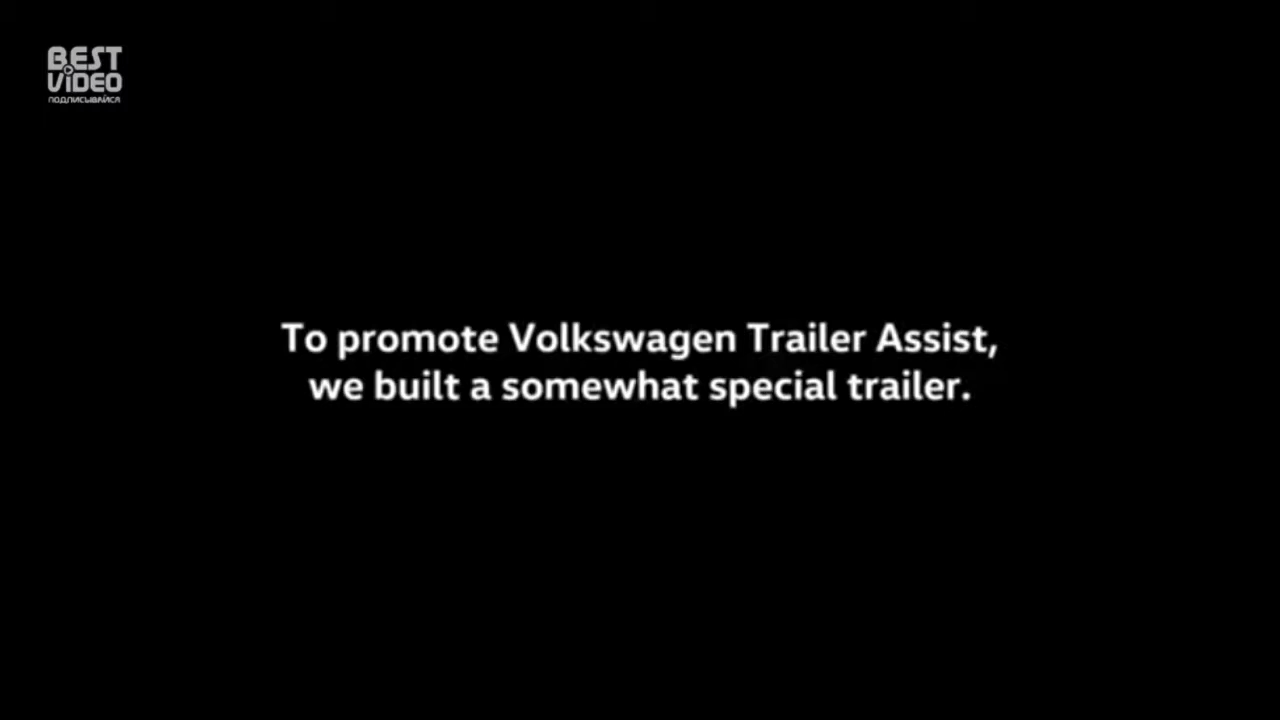 BEST
VIDEO
ПОДПИСЫВАЙСЯ
To promote Volkswagen Trailer Assist,
we built a somewhat special trailer.